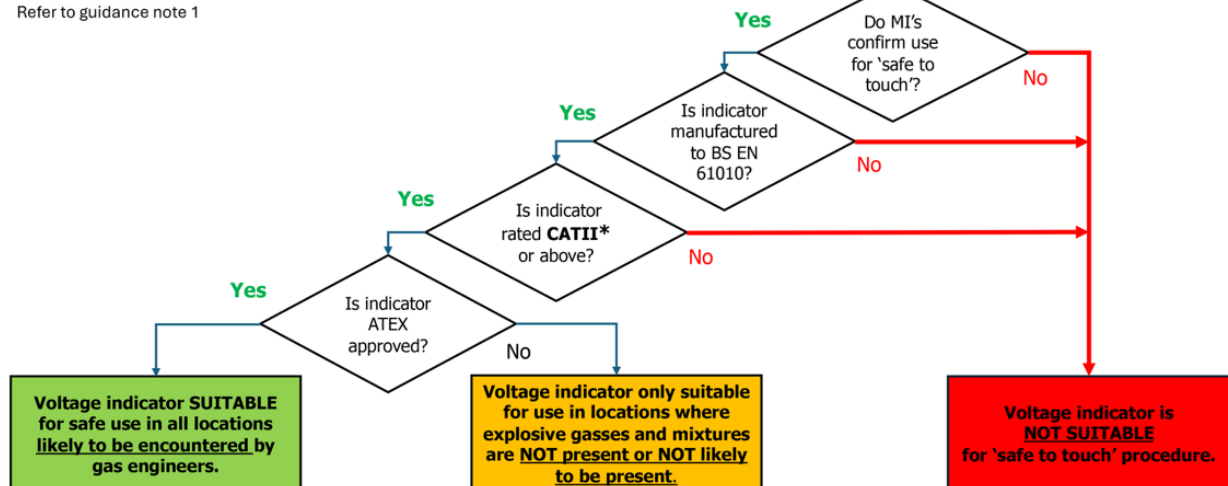 Refer to guidance note 1
Yes
Do MI's
confirm use
for ‘safe to
touch’?
No
Yes
Is indicator
manufactured
to BS EN
61010?
No
Yes
Is indicator
rated CATII*
or above?
No
Yes
Is indicator
ATEX
approved?
No
Voltage indicator SUITABLE
for safe use in all locations
likely to be encountered by
gas engineers.
Voltage indicator only suitable
for use in locations where
explosive gasses and mixtures
are NOT present or NOT likely
to be present.
Voltage indicator is
NOT SUITABLE
for ‘safe to touch’ procedure.